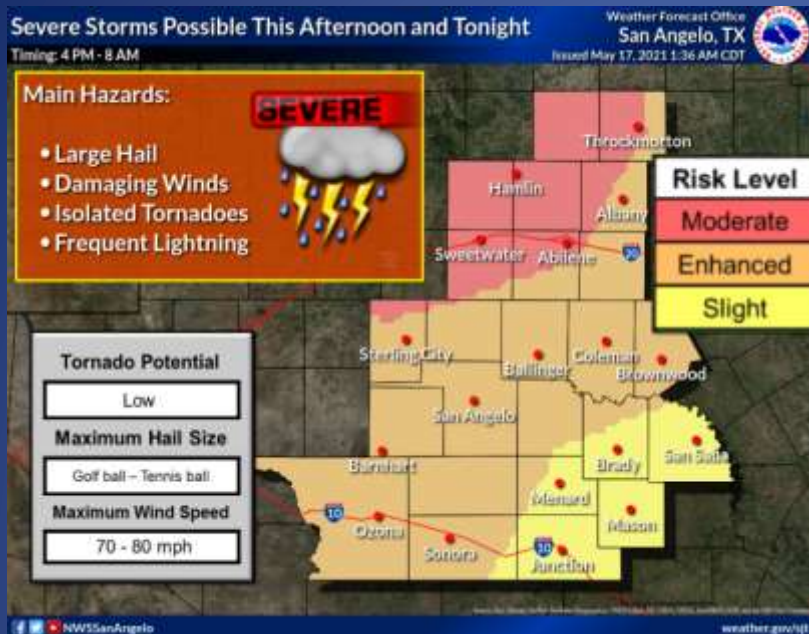 Severe Storms Possible This Afternoon and Tonight
Timing: 4 PM - 8 AM
Weather Forecast Office
San Angelo, TX
Issued May 17, 2021 1:36 AM CDT
Main Hazards:
SEVERE
• Large Hail
• Damaging Winds
• Isolated Tornadoes
• Frequent Lightning
Throckmorton
Hamlin
Albany
Sweetwater
Abilene
20
Risk Level
Moderate
Enhanced
Slight
Sterling City
Ballinger
Coleman
Brownwood
San Angelo
Barnhart
Brady
San Saba
Menard
Mason
10
Ozona
Sonora
10
Junction
Tornado Potential
Low
Maximum Hail Size
Golf ball – Tennis ball
Maximum Wind Speed
70 - 80 mph
NWSSanAngelo
weather.gov/sjt